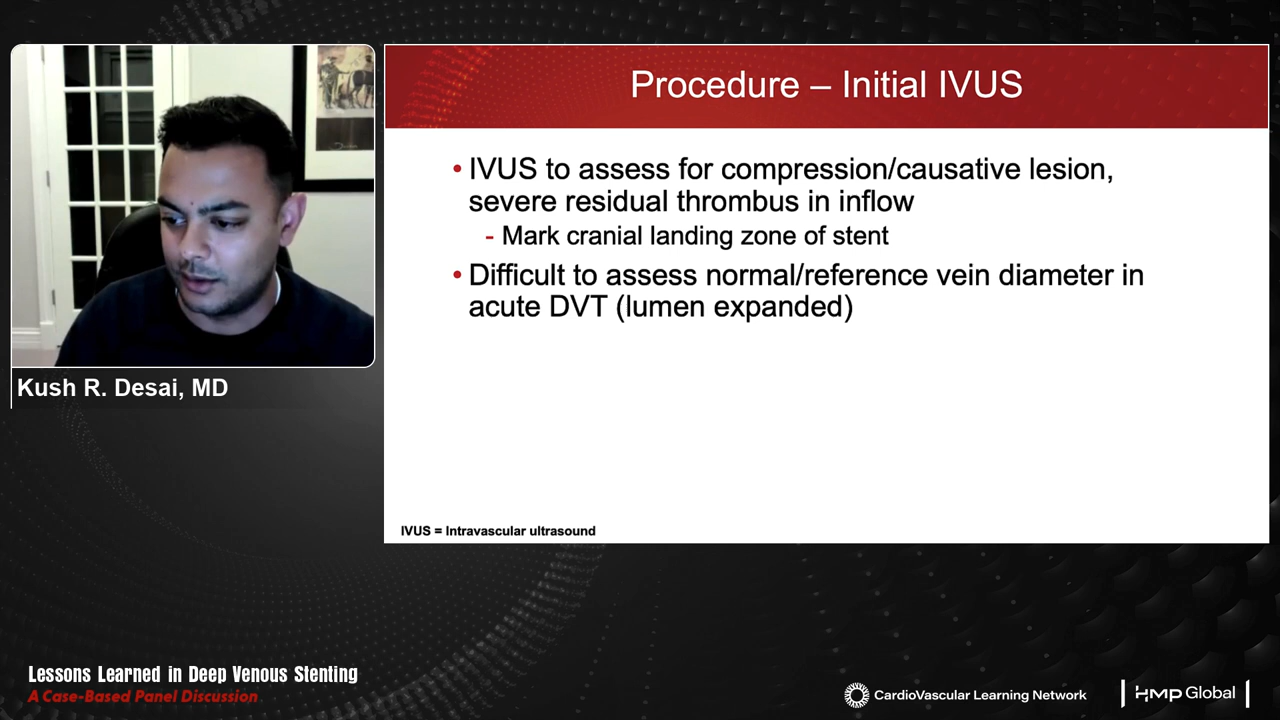 Procedure – Initial IVUS
• IVUS to assess for compression/causative lesion,
severe residual thrombus in inflow
- Mark cranial landing zone of stent
• Difficult to assess normal/reference vein diameter in
acute DVT (lumen expanded)
IVUS = Intravascular ultrasound
Kush R. Desai, MD
Lessons Learned in Deep Venous Stenting
A Case-Based Panel Discussion
CardioVascular Learning Network
HMP Global